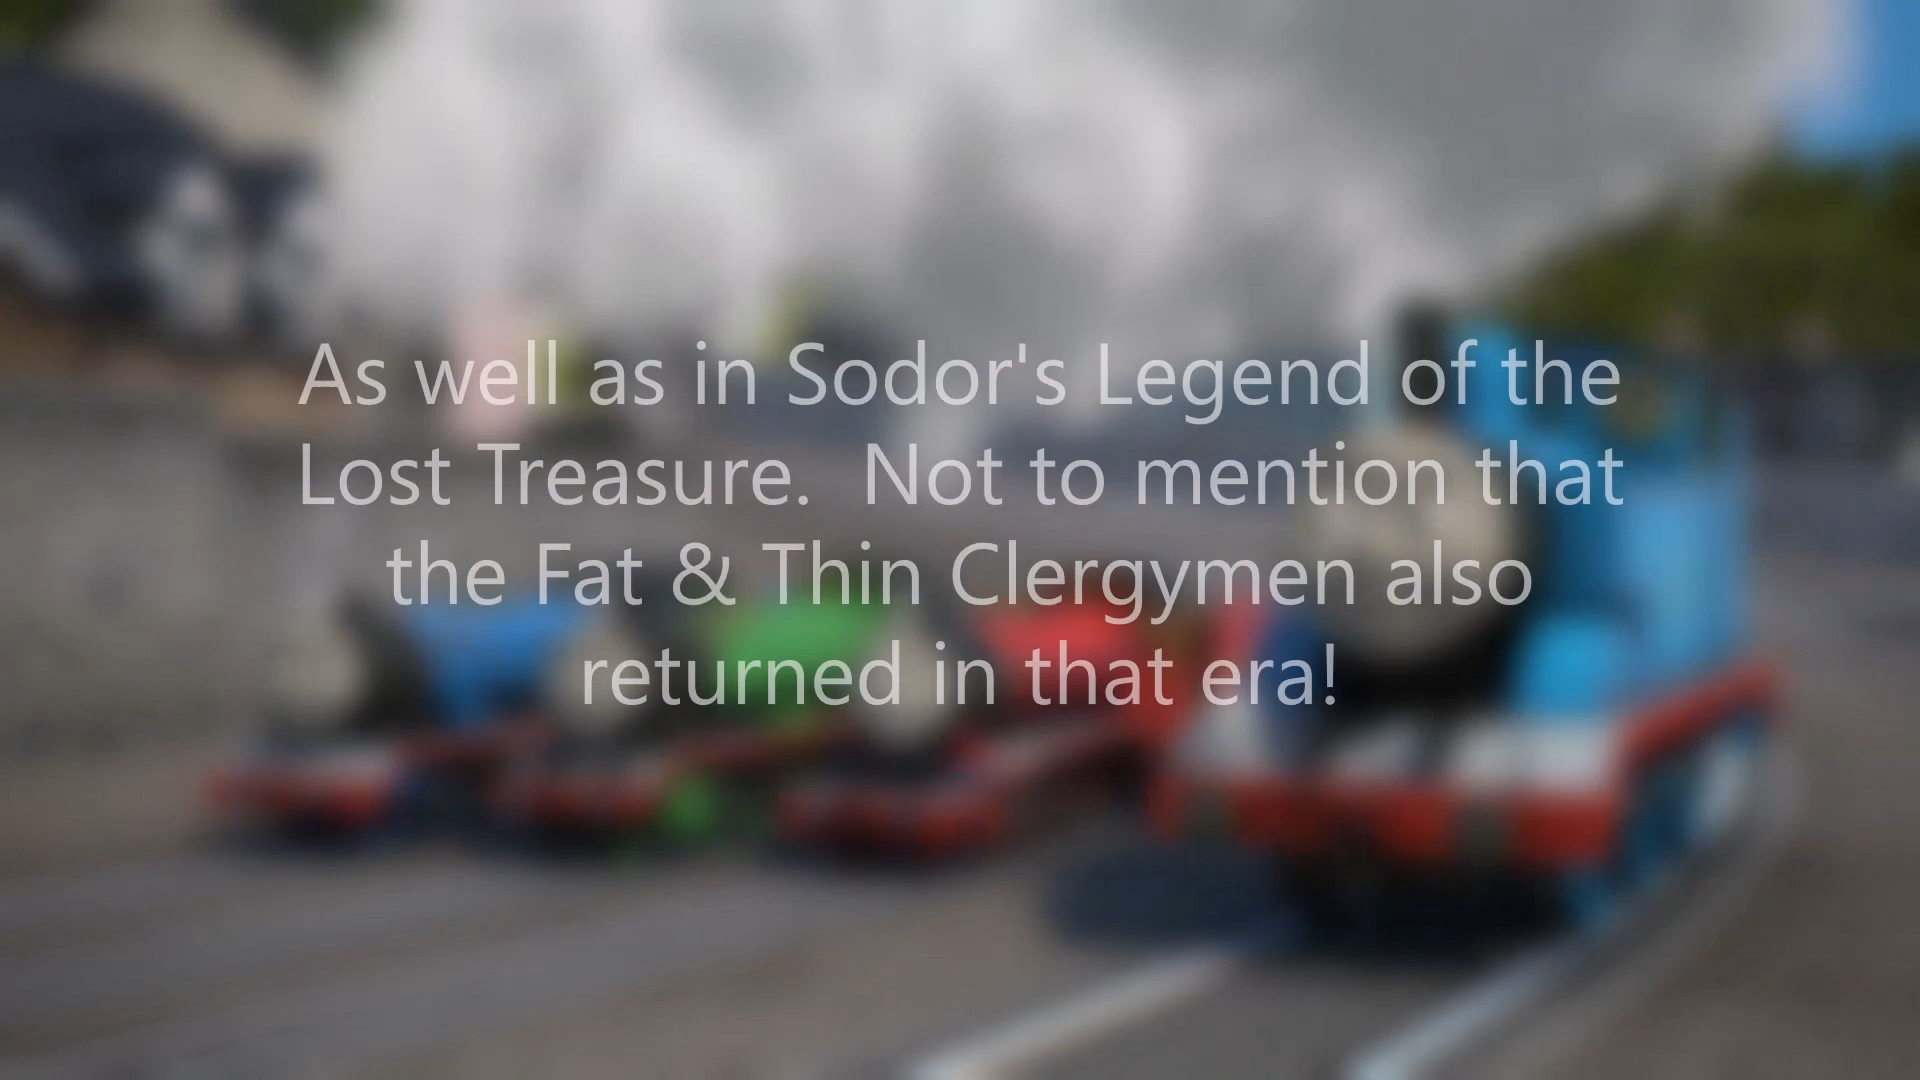 As well as in Sodor's Legend of the
Lost Treasure.  Not to mention that
the Fat & Thin Clergymen also
returned in that era!